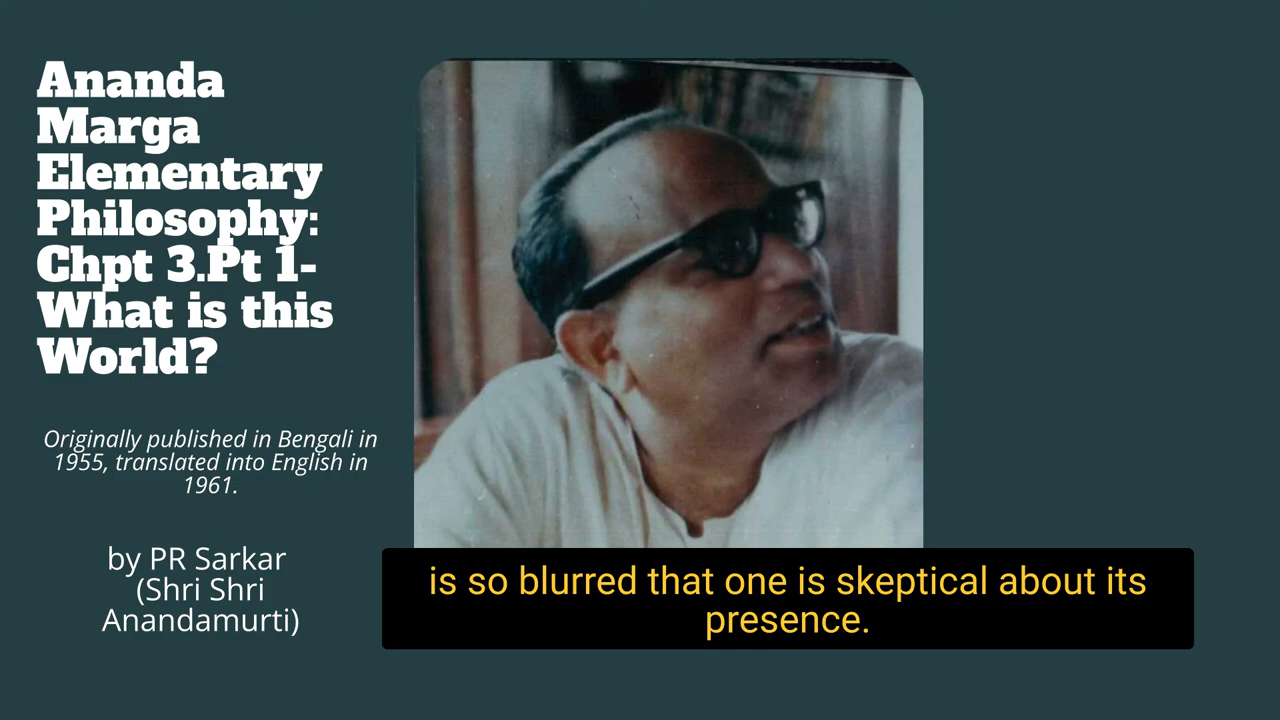 Ananda
Marga
Elementary
Philosophy:
Chpt 3.Pt 1-
What is this
World?
Originally published in Bengali in
1955, translated into English in
1961.
by PR Sarkar
(Shri Shri
Anandamurti)
is so blurred that one is skeptical about its
presence.